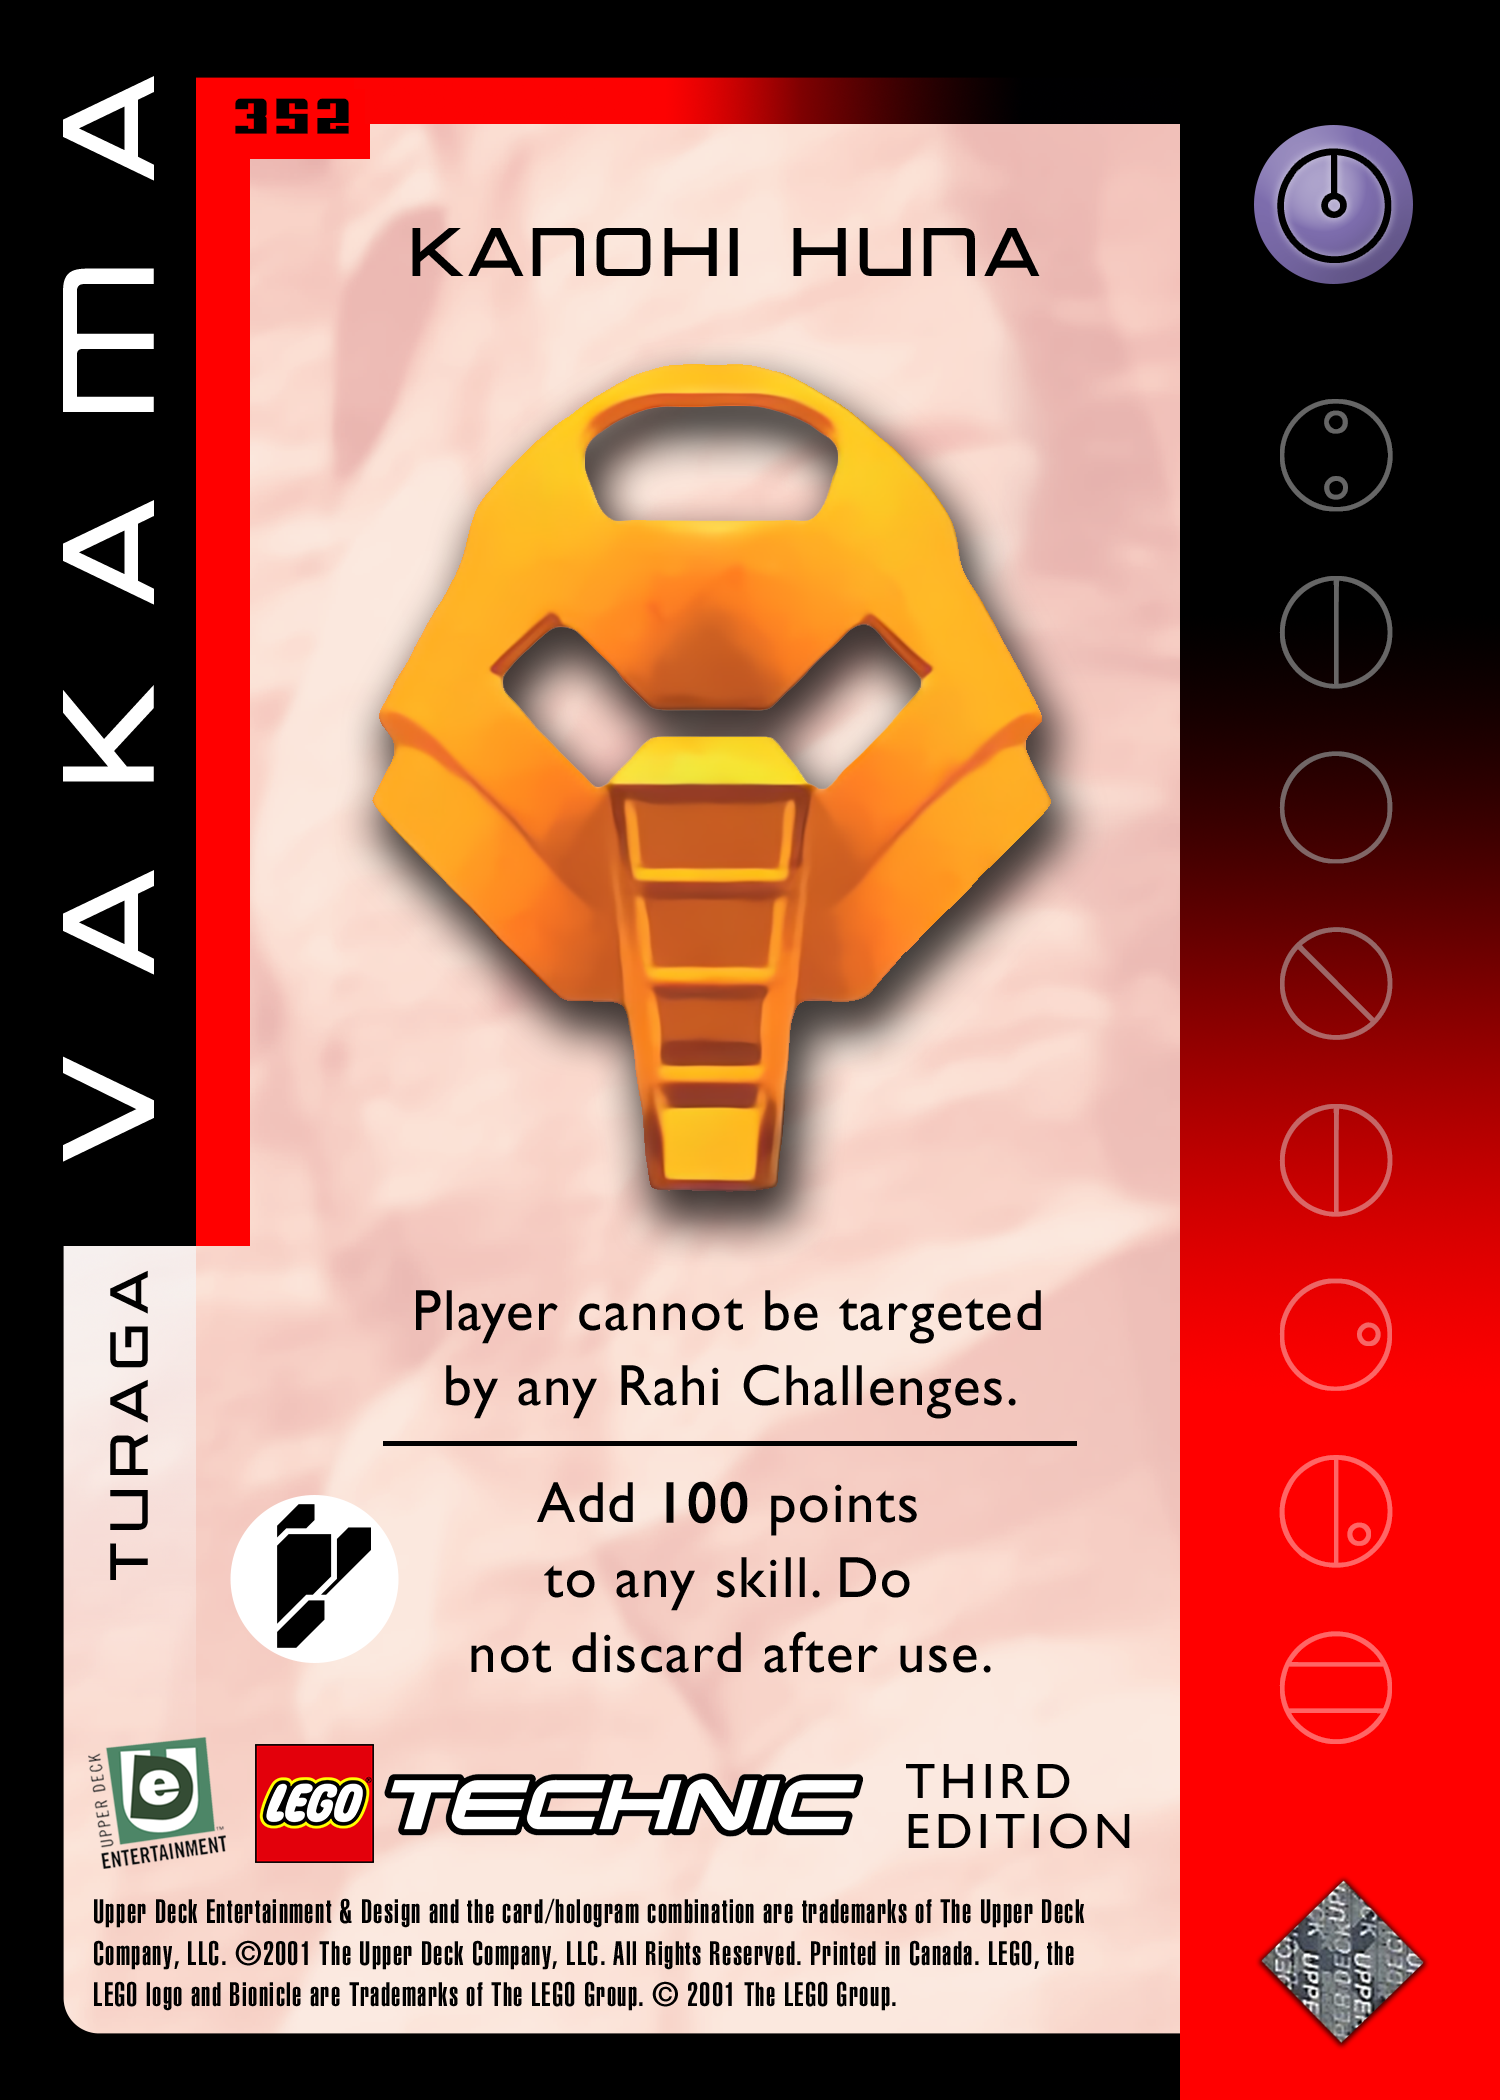 352
VAKAMA
TURAGA
KANOHI HUNA
Player cannot be targeted
by any Rahi Challenges.
Add 100 points
to any skill. Do
not discard after use.
UPPER DECK
e
ENTERTAINMENT
™
LEGO
TECHNIC
THIRD
EDITION
Upper Deck Entertainment & Design and the card/hologram combination are trademarks of The Upper Deck
Company, LLC. ©2001 The Upper Deck Company, LLC. All Rights Reserved. Printed in Canada. LEGO, the
LEGO logo and Bionicle are Trademarks of The LEGO Group. © 2001 The LEGO Group.